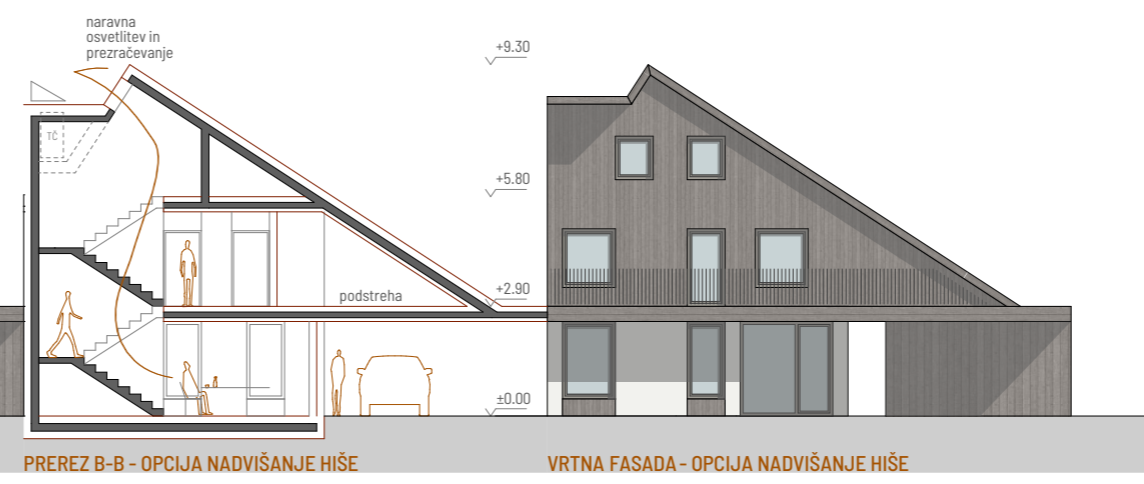 naravna
osvetlitev in
prezračevanje
+9.30
TČ
+5.80
podstreha
+2.90
±0.00
PREREZ B-B - OPCIJA NADVIŠANJE HIŠE
VRTNA FASADA - OPCIJA NADVIŠANJE HIŠE